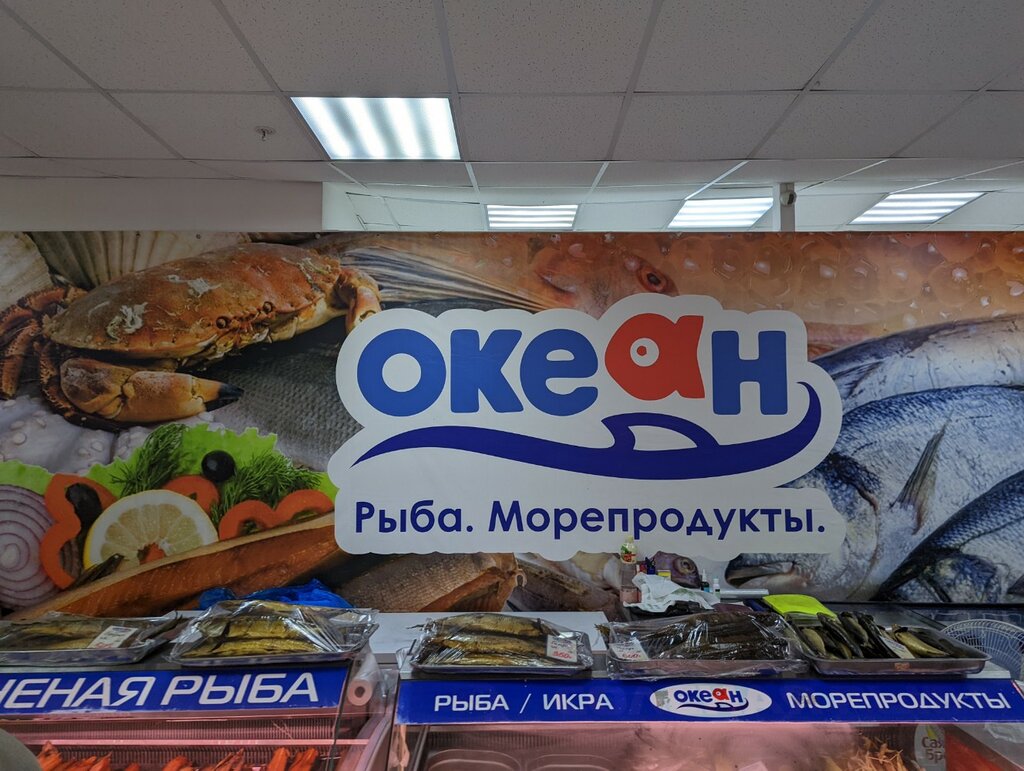 океан
Рыба. Морепродукты.
ЧЕНАЯ РЫБА
РЫБА / ИКРА
океан
МОРЕПРОДУКТЫ